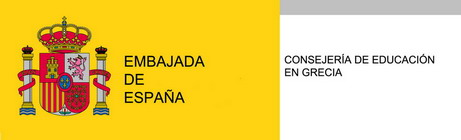 EMBAJADA
DE
ESPAÑA
CONSEJERÍA DE EDUCACIÓN
EN GRECIA